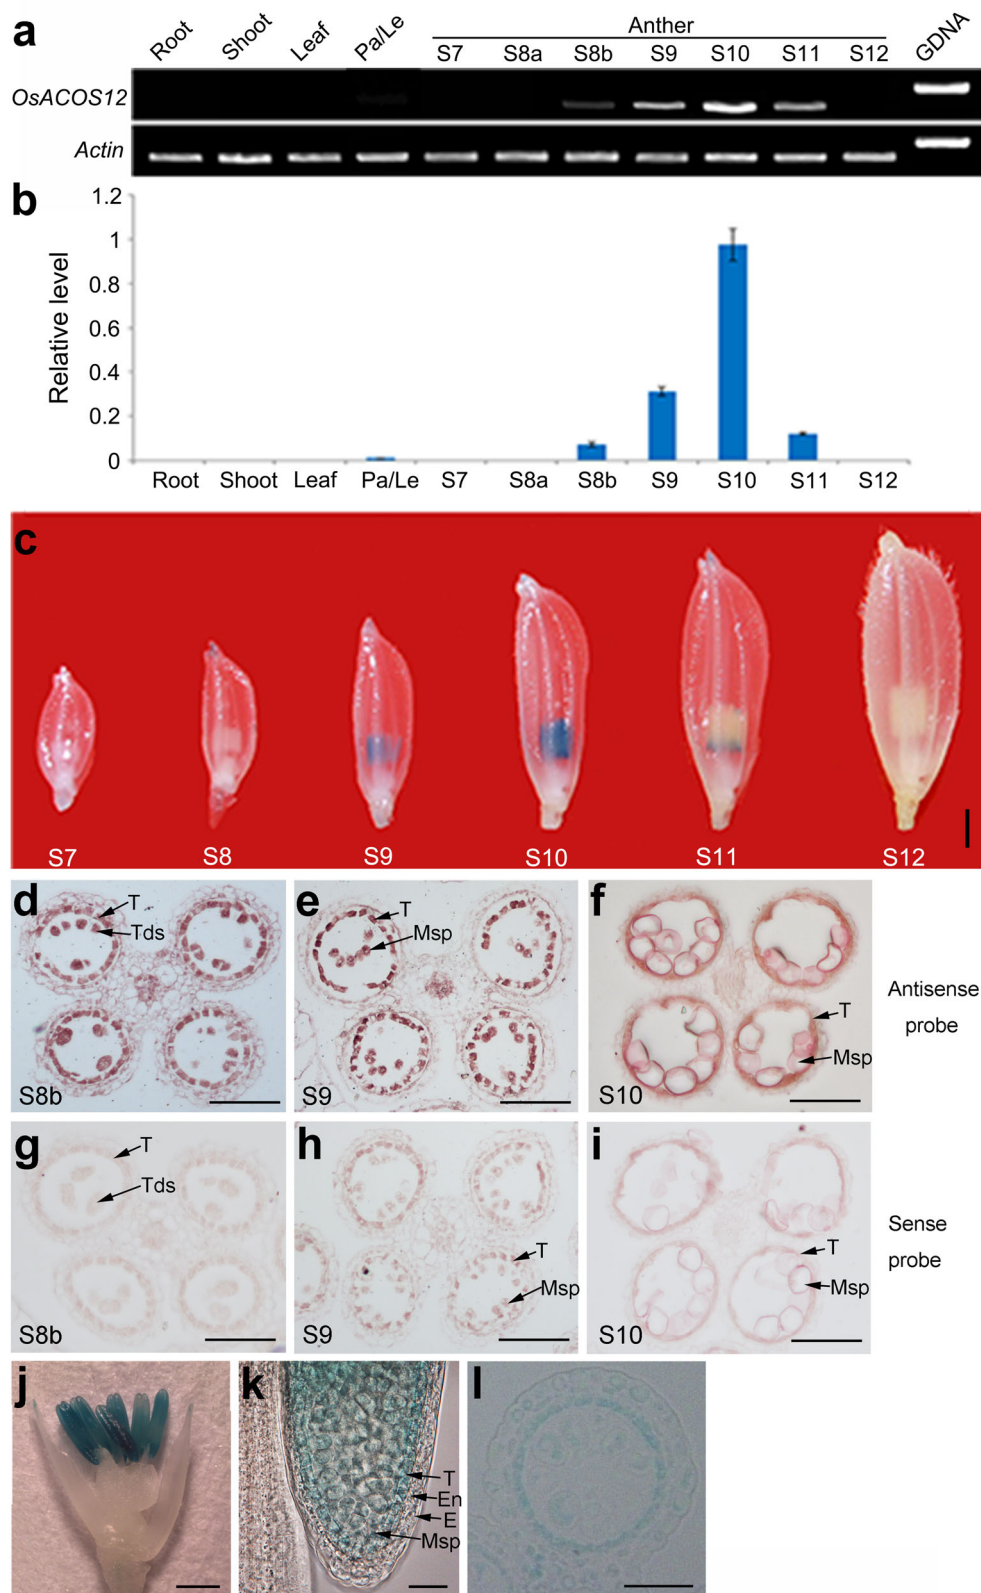 a
Root Shoot Leaf Pa/Le Anther GDNA
S7 S8a S8b S9 S10 S11 S12
OsACOS12
Actin
b
Relative level
1.2
1
0.8
0.6
0.4
0.2
0
Root Shoot Leaf Pa/Le S7 S8a S8b S9 S10 S11 S12
c
S7 S8 S9 S10 S11 S12
d
T
Tds
S8b
e
T
Msp
S9
f
T
Msp
S10
Antisense
probe
g
T
Tds
S8b
h
T
Msp
S9
i
T
Msp
S10
Sense
probe
j
k
T
En
E
Msp
l